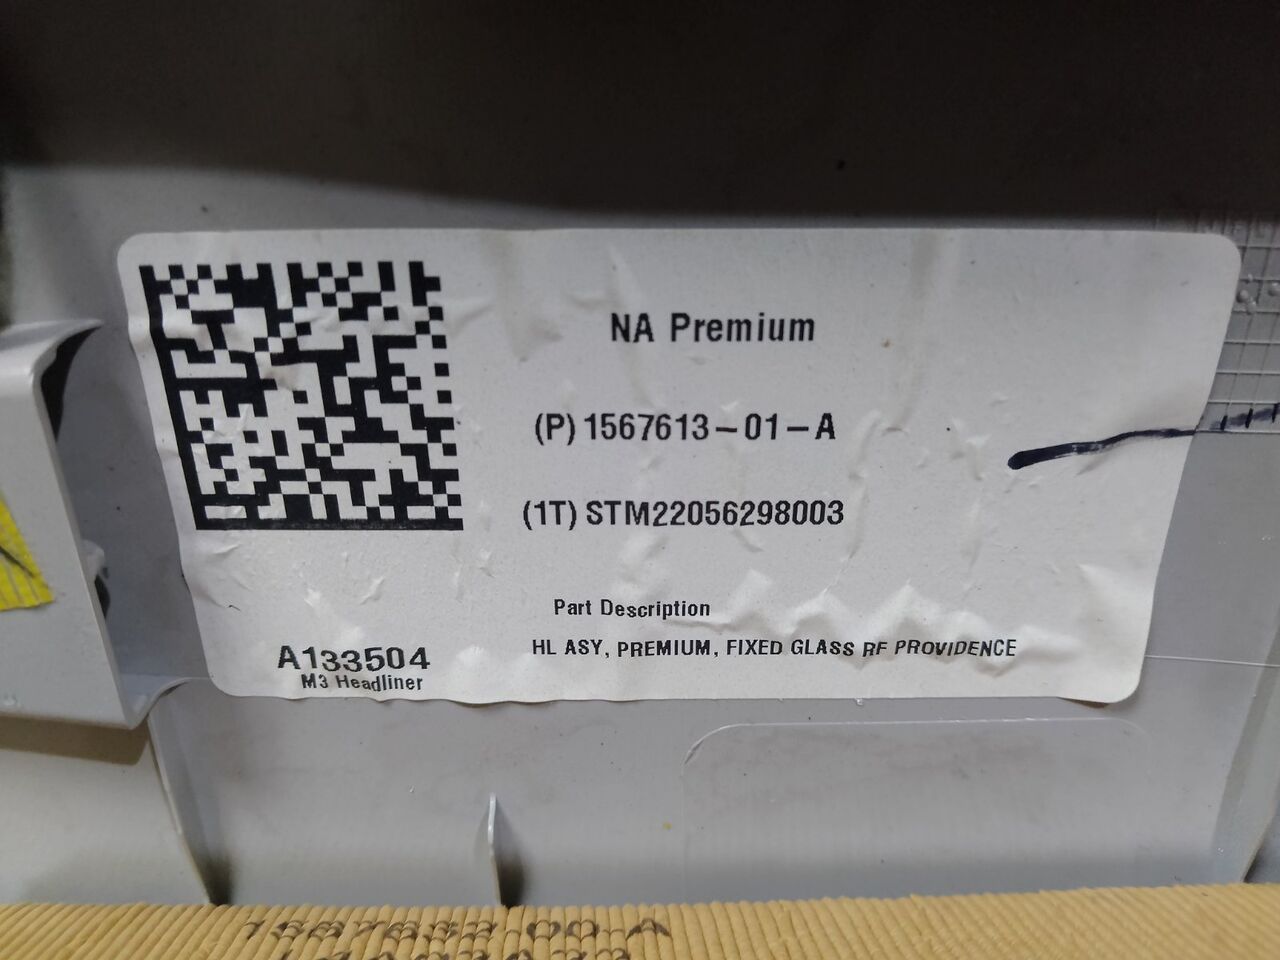 NA Premium
(P) 1567613-01-A
(1T) STM22056298003
Part Description
HL ASY, PREMIUM, FIXED GLASS RF PROVIDENCE
A133504
M3 Headliner